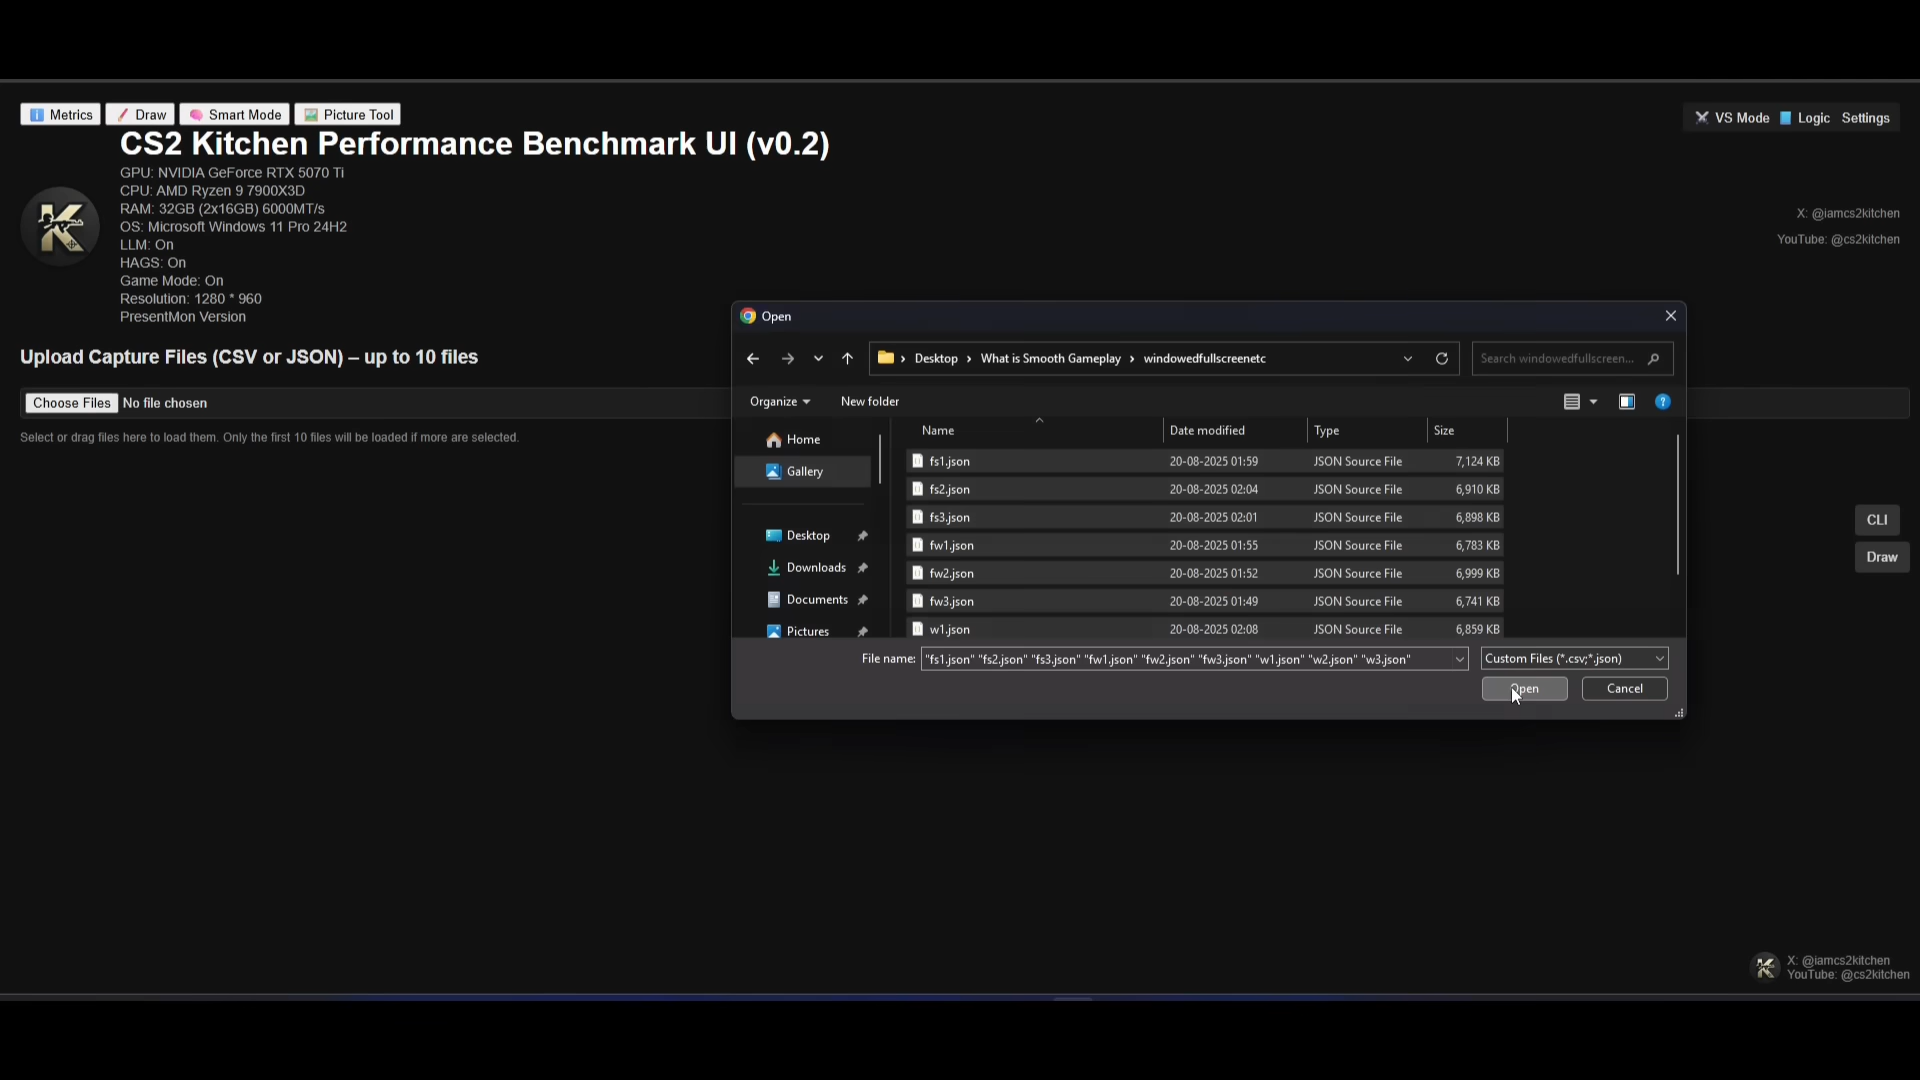 Metrics Draw Smart Mode Picture Tool
VS Mode Logic Settings
CS2 Kitchen Performance Benchmark UI (v0.2)
GPU: NVIDIA GeForce RTX 5070 Ti
CPU: AMD Ryzen 9 7900X3D
RAM: 32GB (2x16GB) 6000MT/s
OS: Microsoft Windows 11 Pro 24H2
LLM: On
HAGS: On
Game Mode: On
Resolution: 1280 * 960
PresentMon Version
X: @iamcs2kitchen
YouTube: @cs2kitchen
Upload Capture Files (CSV or JSON) – up to 10 files
Choose Files No file chosen
Select or drag files here to load them. Only the first 10 files will be loaded if more are selected.
Open
Desktop What is Smooth Gameplay windowedfullscreenetc
Search windowedfullscreen...
Organize New folder
Home
Gallery
Desktop
Downloads
Documents
Pictures
Name Date modified Type Size
fs1.json 20-08-2025 01:59 JSON Source File 7,124 KB
fs2.json 20-08-2025 02:04 JSON Source File 6,910 KB
fs3.json 20-08-2025 02:01 JSON Source File 6,898 KB
fw1.json 20-08-2025 01:55 JSON Source File 6,783 KB
fw2.json 20-08-2025 01:52 JSON Source File 6,999 KB
fw3.json 20-08-2025 01:49 JSON Source File 6,741 KB
w1.json 20-08-2025 02:08 JSON Source File 6,859 KB
File name: "fs1.json" "fs2.json" "fs3.json" "fw1.json" "fw2.json" "fw3.json" "w1.json" "w2.json" "w3.json"
Custom Files (*.csv;*.json)
Open Cancel
CLI
Draw
X: @iamcs2kitchen
YouTube: @cs2kitchen